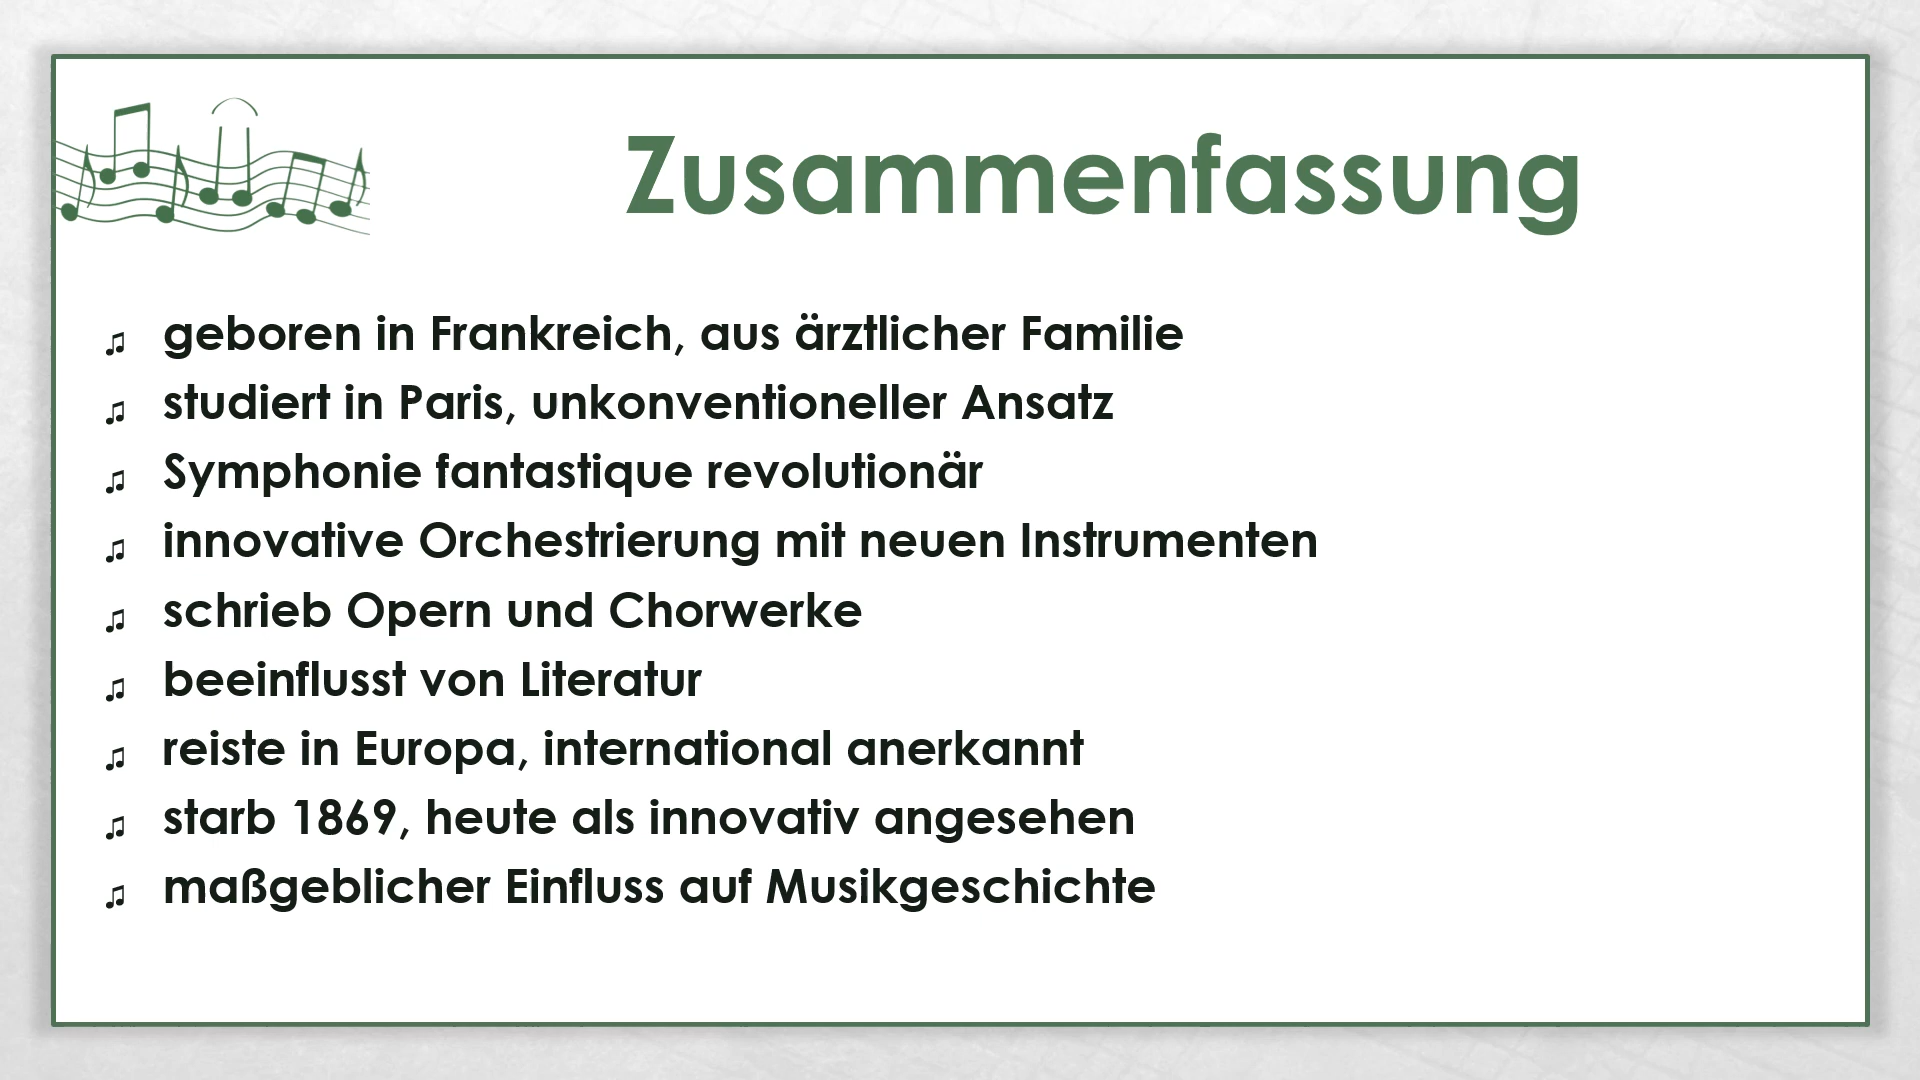 Zusammenfassung
♫ geboren in Frankreich, aus ärztlicher Familie
♫ studiert in Paris, unkonventioneller Ansatz
♫ Symphonie fantastique revolutionär
♫ innovative Orchestrierung mit neuen Instrumenten
♫ schrieb Opern und Chorwerke
♫ beeinflusst von Literatur
♫ reiste in Europa, international anerkannt
♫ starb 1869, heute als innovativ angesehen
♫ maßgeblicher Einfluss auf Musikgeschichte